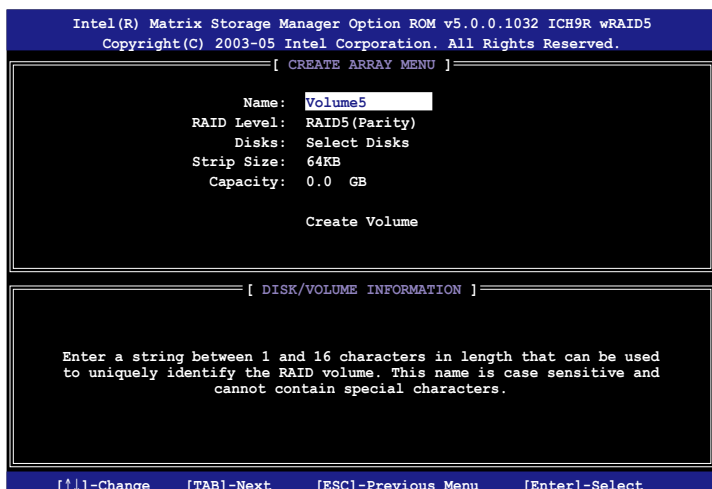 Intel(R) Matrix Storage Manager Option ROM v5.0.0.1032 ICH9R wRAID5
Copyright(C) 2003-05 Intel Corporation. All Rights Reserved.
[ CREATE ARRAY MENU ]
Name: Volume5
RAID Level: RAID5(Parity)
Disks: Select Disks
Strip Size: 64KB
Capacity: 0.0 GB
Create Volume
[ DISK/VOLUME INFORMATION ]
Enter a string between 1 and 16 characters in length that can be used
to uniquely identify the RAID volume. This name is case sensitive and
cannot contain special characters.
[↑↓]-Change [TAB]-Next [ESC]-Previous Menu [Enter]-Select